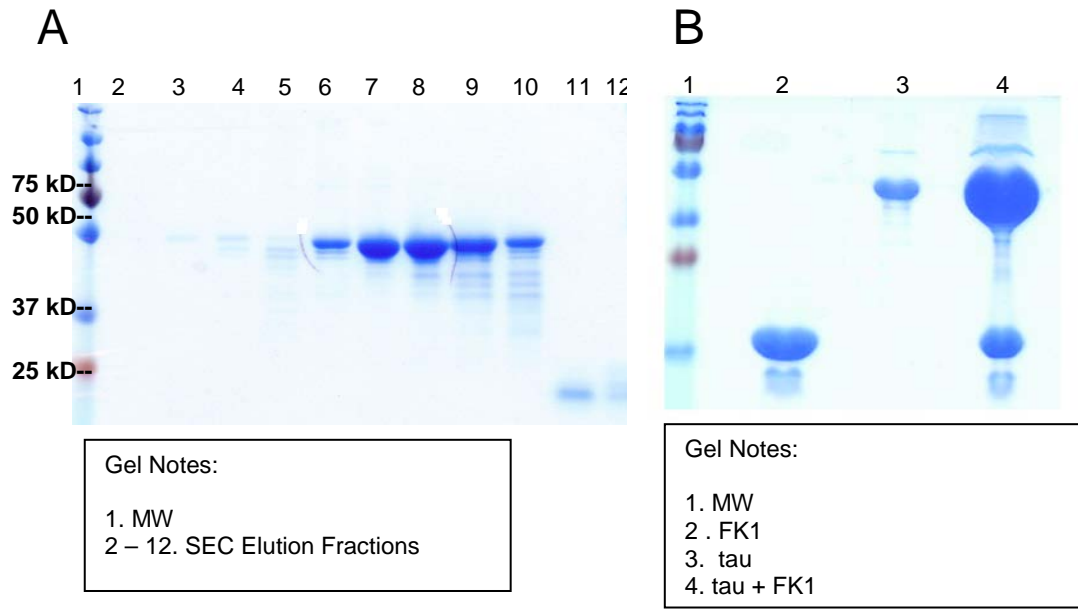 A
1 2 3 4 5 6 7 8 9 10 11 12
75 kD--
50 kD--
37 kD--
25 kD--
Gel Notes:
1. MW
2 – 12. SEC Elution Fractions
B
1 2 3 4
Gel Notes:
1. MW
2 . FK1
3. tau
4. tau + FK1